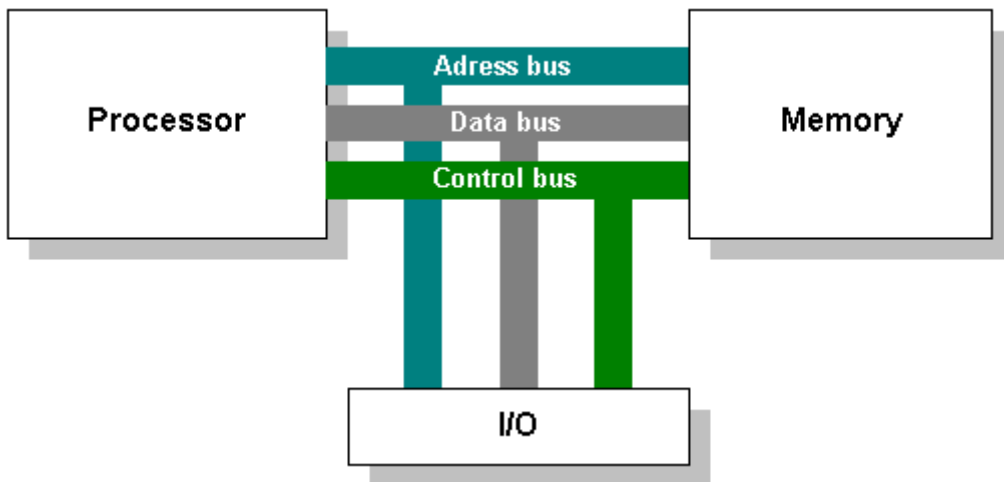 Adress bus
Processor
Data bus
Memory
Control bus
I/O